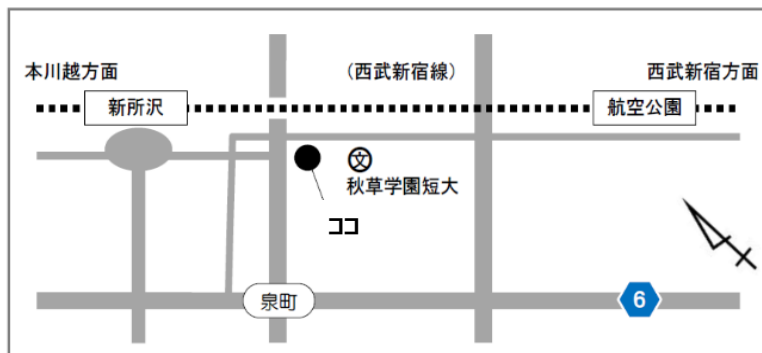 本川越方面
(西武新宿線)
西武新宿方面
新所沢
航空公園
文
秋草学園短大
ココ
泉町
6